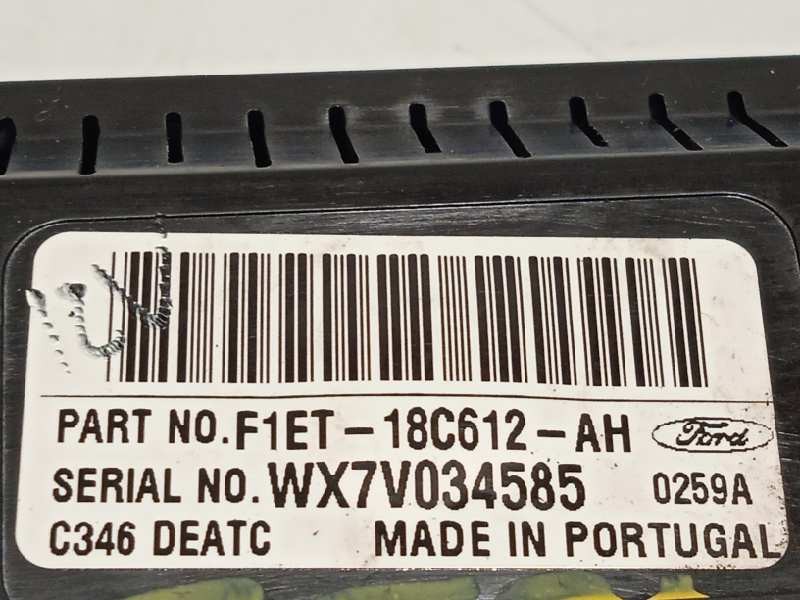 PART NO. F1ET-18C612-AH Ford
SERIAL NO. WX7V034585 0259A
C346 DEATC MADE IN PORTUGAL